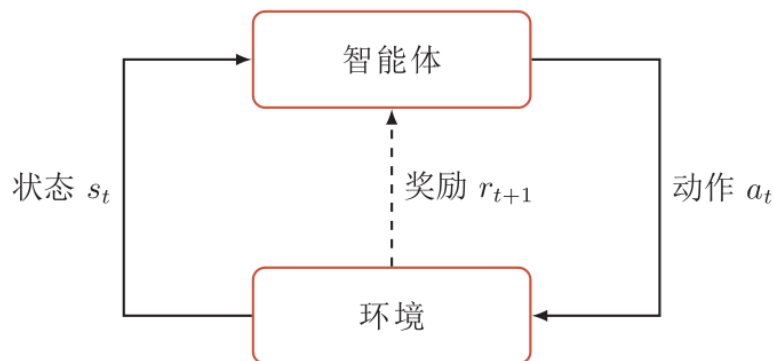 智能体
状态 s_t
奖励 r_{t+1}
动作 a_t
环境